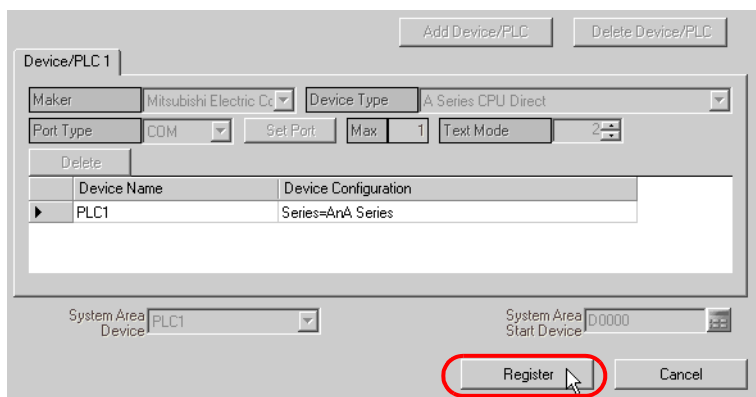 Add Device/PLC Delete Device/PLC
Device/PLC 1
Maker Mitsubishi Electric Co Device Type A Series CPU Direct
Port Type COM Set Port Max 1 Text Mode 2
Delete
Device Name Device Configuration
PLC1 Series=AnA Series
System Area Device PLC1 System Area Start Device D0000
Register Cancel